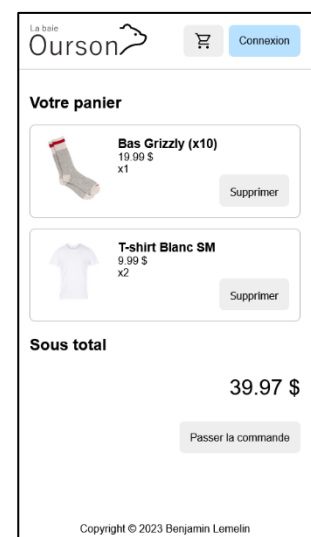 La baie
Ourson
Connexion
Votre panier
Bas Grizzly (x10)
19.99 $
x1
Supprimer
T-shirt Blanc SM
9.99 $
x2
Supprimer
Sous total
39.97 $
Passer la commande
Copyright © 2023 Benjamin Lemelin